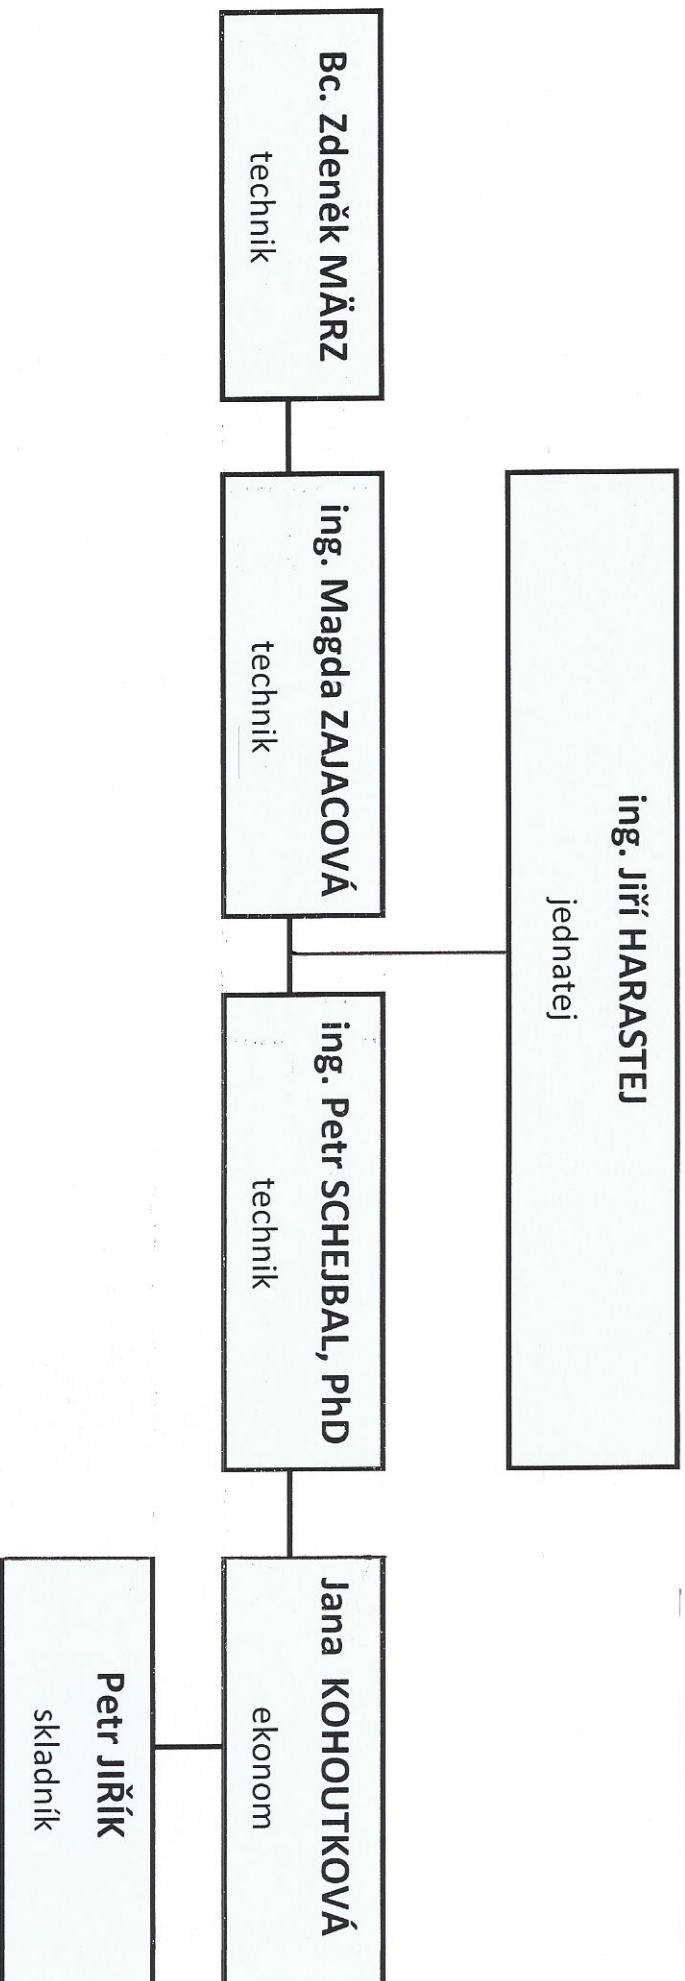 ing. Jiří HARASTEJ
jednatej
Bc. Zdeněk MÄRZ
technik
ing. Magda ZAJACOVÁ
technik
ing. Petr SCHEJBAL, PhD
technik
Jana KOHOUTKOVÁ
ekonom
Petr JIŘÍK
skladník